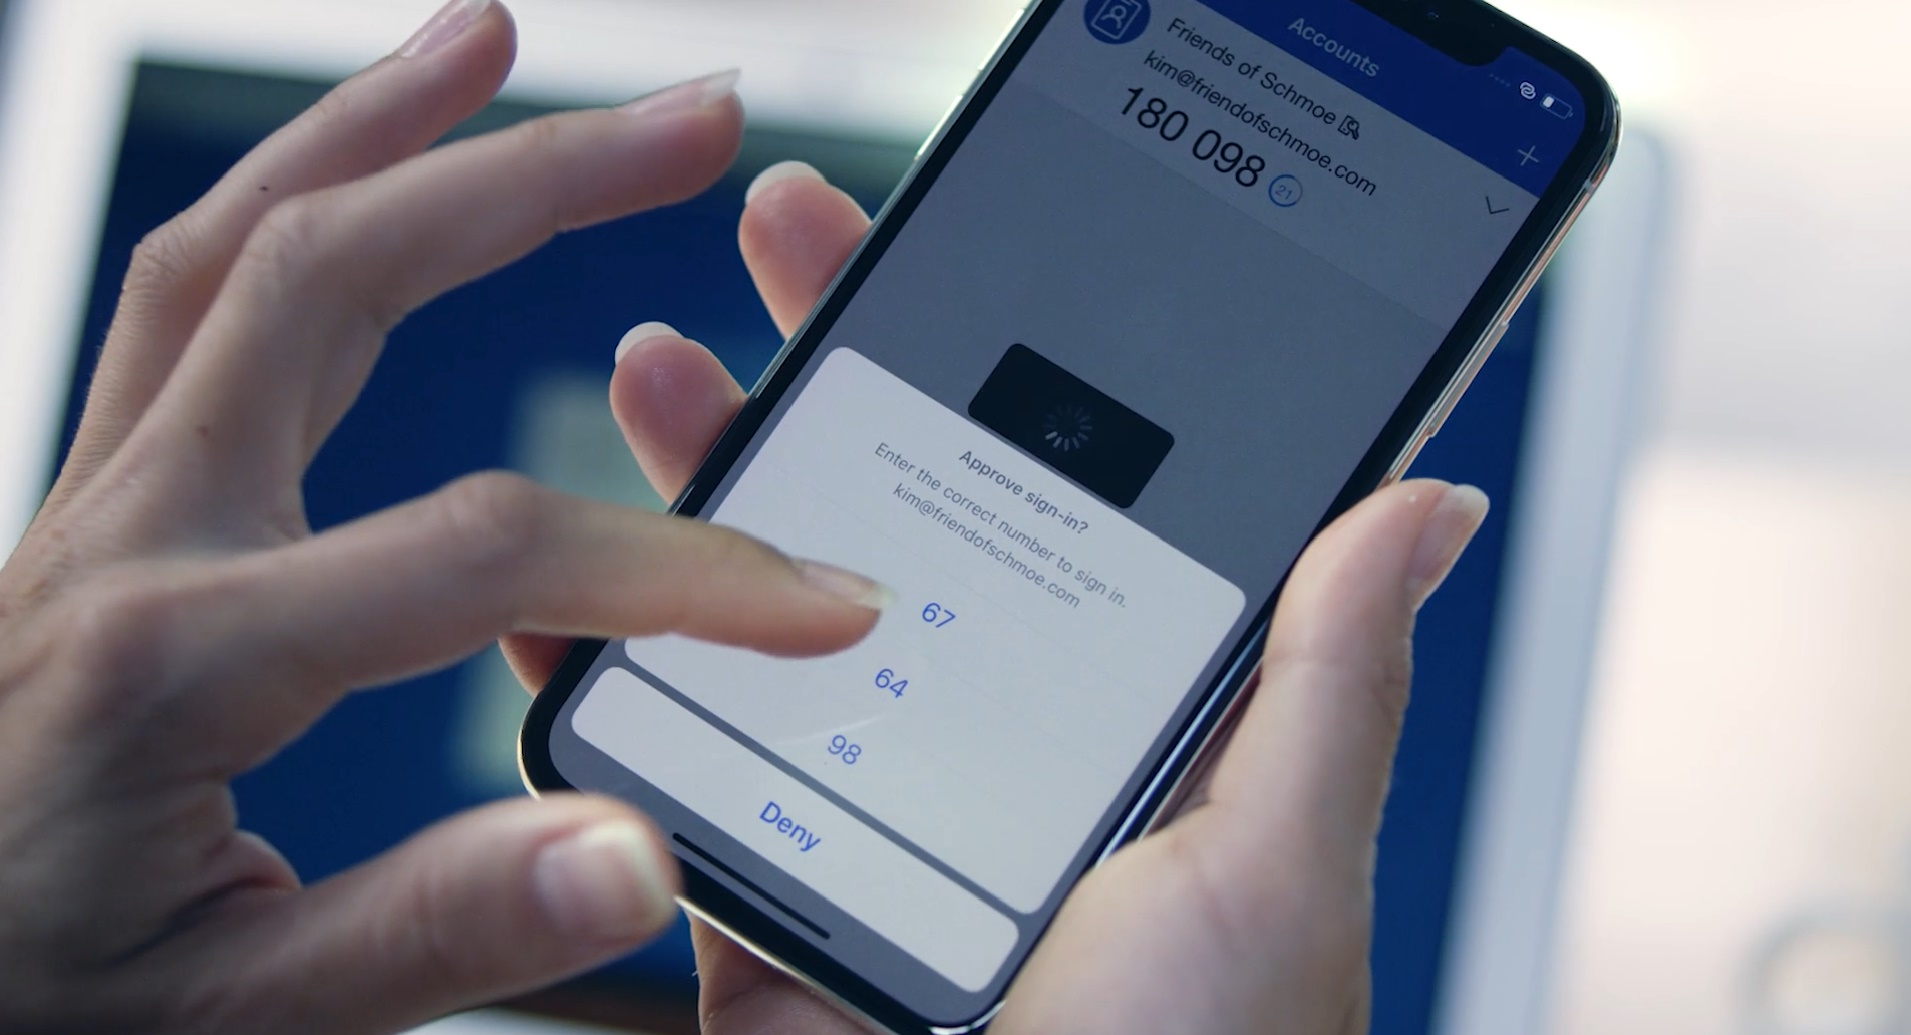 Accounts
Friends of Schmoe
kim@friendofschmoe.com
180 098
21
Approve sign-in?
Enter the correct number to sign in.
kim@friendofschmoe.com
67
64
98
Deny